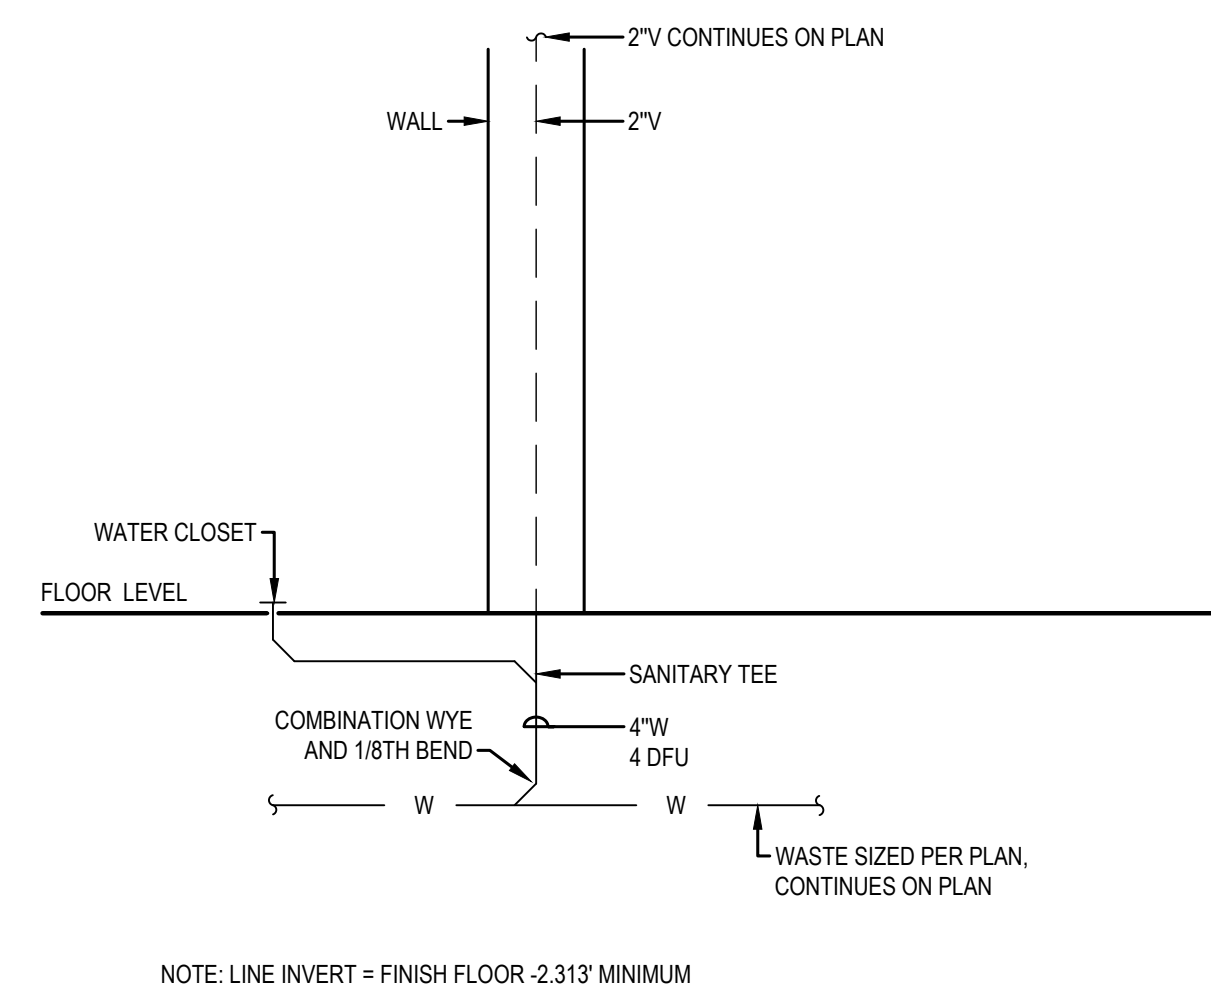 2"V CONTINUES ON PLAN
WALL
2"V
WATER CLOSET
FLOOR LEVEL
SANITARY TEE
COMBINATION WYE
AND 1/8TH BEND
4"W
4 DFU
W
W
WASTE SIZED PER PLAN,
CONTINUES ON PLAN
NOTE: LINE INVERT = FINISH FLOOR -2.313' MINIMUM